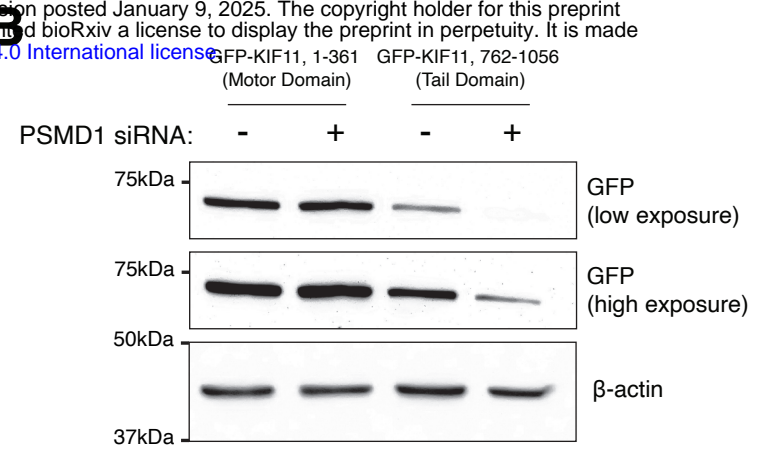 ion posted January 9, 2025. The copyright holder for this preprint
bioRxiv a license to display the preprint in perpetuity. It is made
4.0 International license.
B
GFP-KIF11, 1-361 GFP-KIF11, 762-1056
(Motor Domain) (Tail Domain)
PSMD1 siRNA: - + - +
75kDa
GFP
(low exposure)
75kDa
GFP
(high exposure)
50kDa
β-actin
37kDa